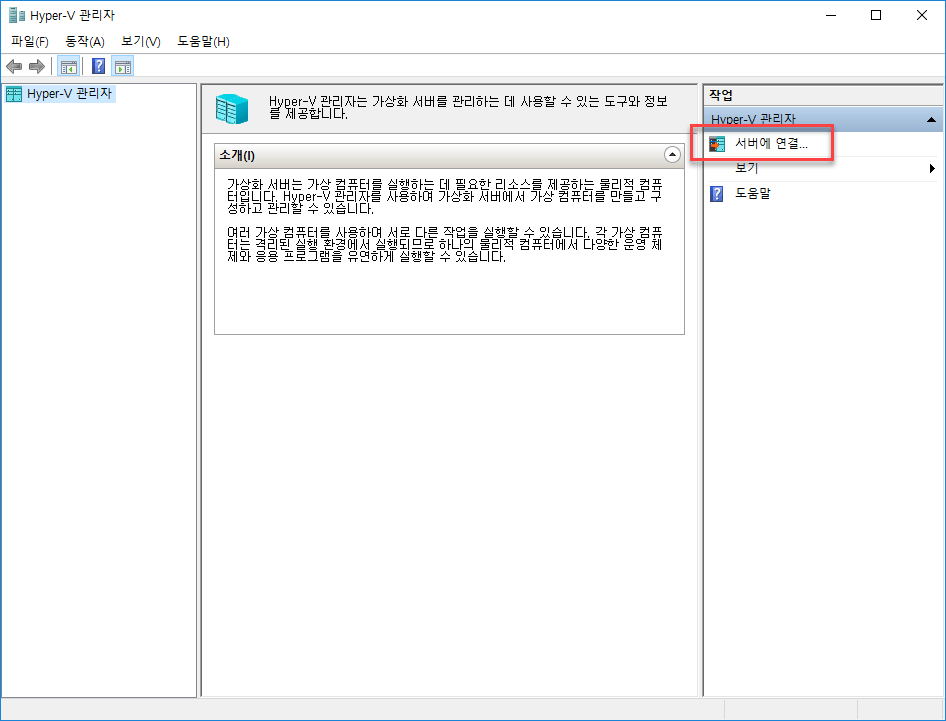 Hyper-V 관리자
파일(F) 동작(A) 보기(V) 도움말(H)
Hyper-V 관리자
Hyper-V 관리자는 가상화 서버를 관리하는 데 사용할 수 있는 도구와 정보
를 제공합니다.
소개(I)
가상화 서버는 가상 컴퓨터를 실행하는 데 필요한 리소스를 제공하는 물리적 컴퓨
터입니다. Hyper-V 관리자를 사용하여 가상화 서버에서 가상 컴퓨터를 만들고 구
성하고 관리할 수 있습니다.
여러 가상 컴퓨터를 사용하여 서로 다른 작업을 실행할 수 있습니다. 각 가상 컴퓨
터는 격리된 실행 환경에서 실행되므로 하나의 물리적 컴퓨터에서 다양한 운영 체
제와 응용 프로그램을 유연하게 실행할 수 있습니다.
작업
Hyper-V 관리자
서버에 연결...
보기
도움말